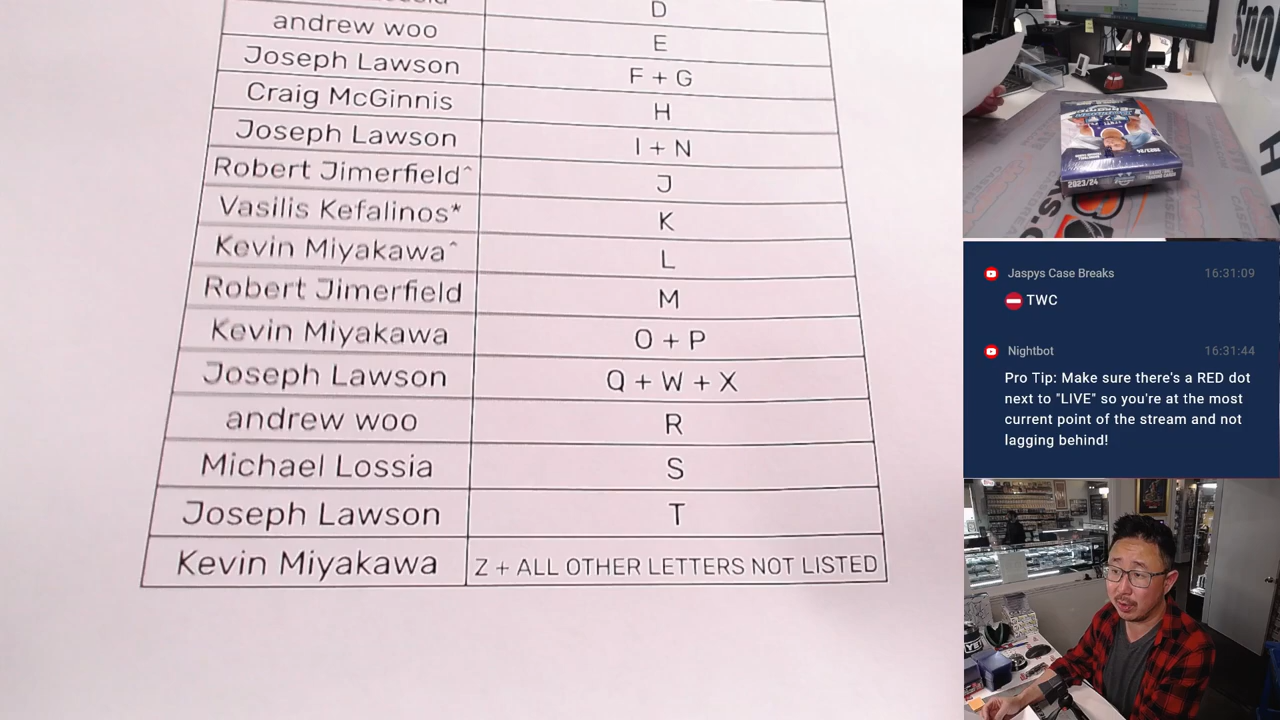 D
andrew woo E
Joseph Lawson F + G
Craig McGinnis H
Joseph Lawson I + N
Robert Jimerfield^ J
Vasilis Kefalinos* K
Kevin Miyakawa^ L
Robert Jimerfield M
Kevin Miyakawa O + P
Joseph Lawson Q + W + X
andrew woo R
Michael Lossia S
Joseph Lawson T
Kevin Miyakawa Z + ALL OTHER LETTERS NOT LISTED
2023/24
Jaspys Case Breaks 16:31:09
TWC
Nightbot 16:31:44
Pro Tip: Make sure there's a RED dot
next to "LIVE" so you're at the most
current point of the stream and not
lagging behind!